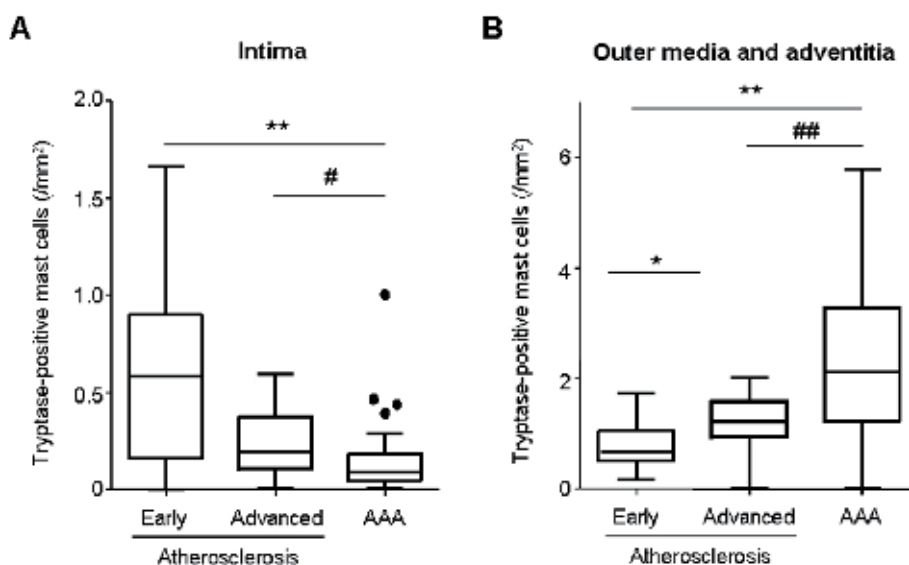 A
Intima
Tryptase-positive mast cells (/mm²)
2.0
1.5
1.0
0.5
0
**
#
Early
Advanced
AAA
Atherosclerosis
B
Outer media and adventitia
Tryptase-positive mast cells (/mm²)
6
4
2
0
**
##
*
Early
Advanced
AAA
Atherosclerosis